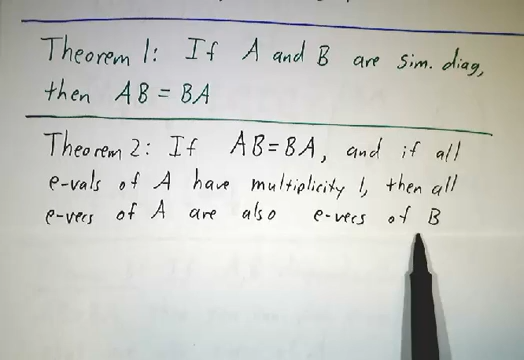 Theorem 1: If A and B are sim. diag,
then AB = BA
Theorem 2: If AB=BA, and if all
e-vals of A have multiplicity 1, then all
e-vecs of A are also e-vecs of B